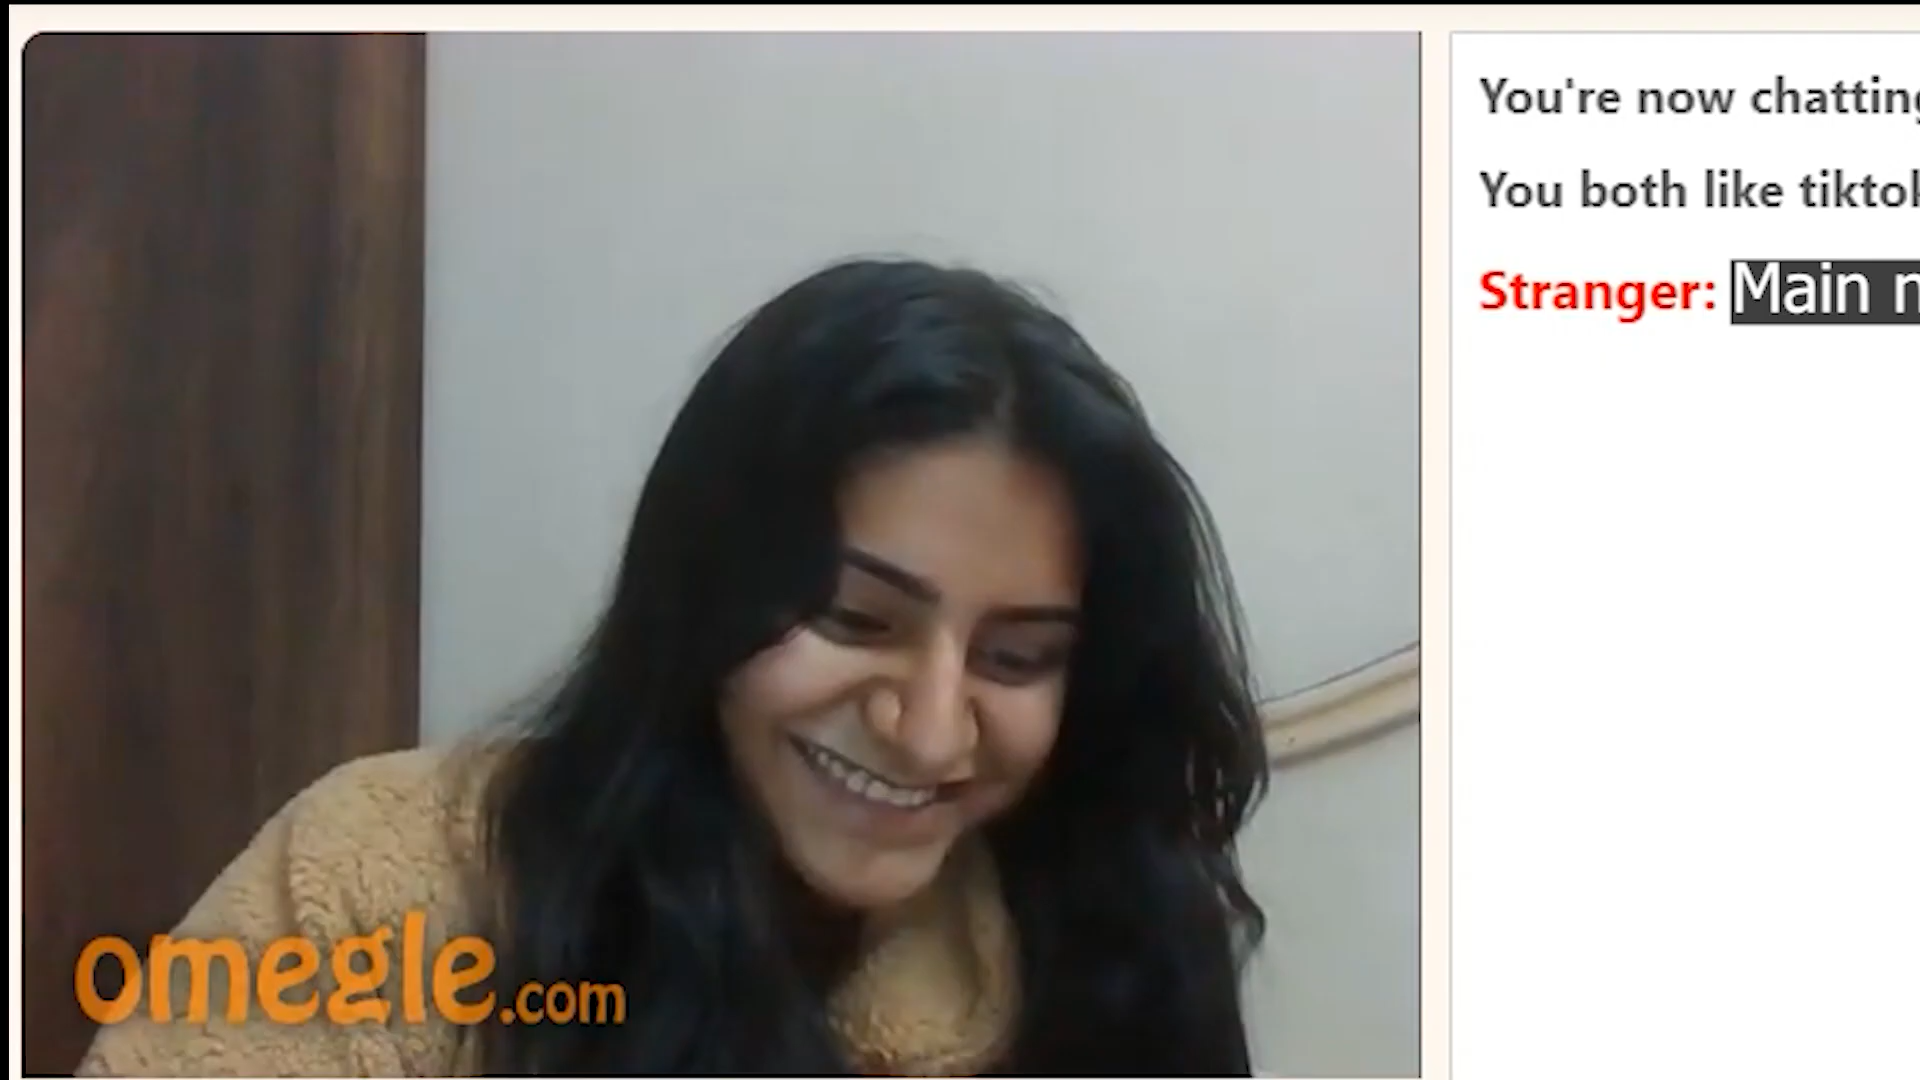 You're now chatting
You both like tiktok
Stranger: Main
omegle.com